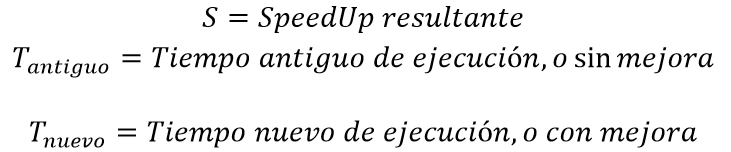 S = SpeedUp resultante
T_antiguo = Tiempo antiguo de ejecución, o sin mejora
T_nuevo = Tiempo nuevo de ejecución, o con mejora